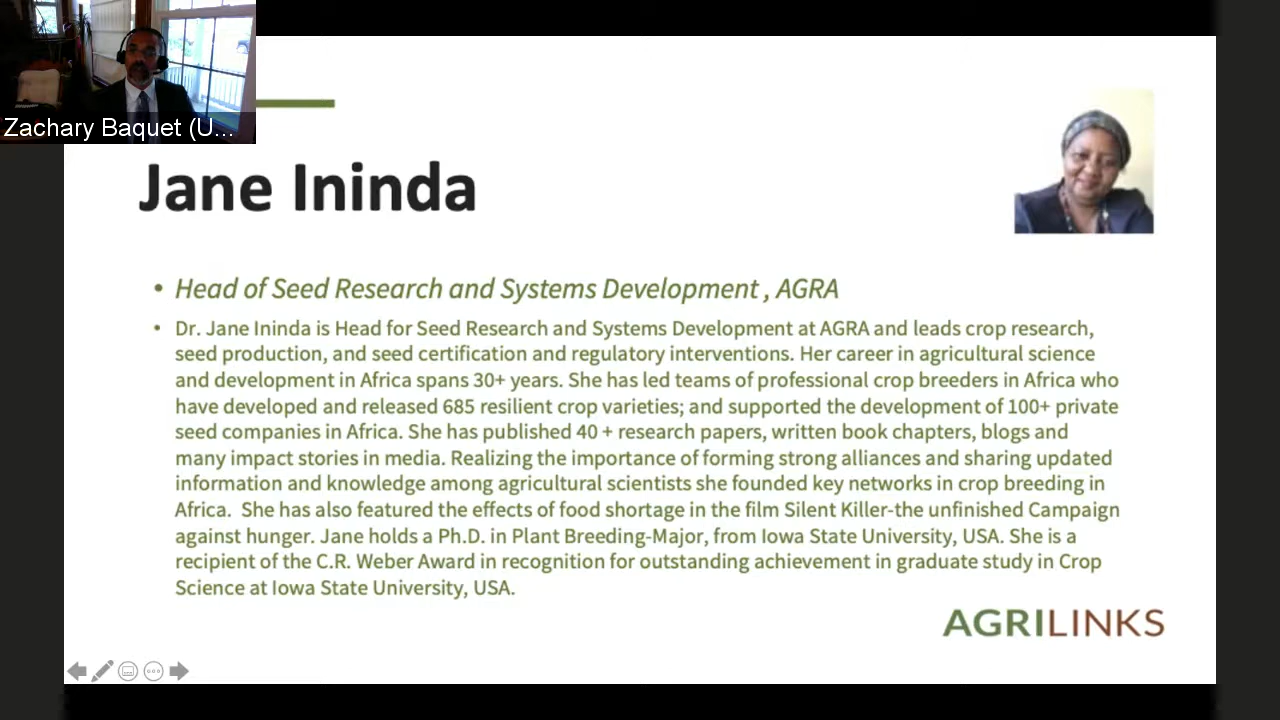 Zachary Baquet (U...
Jane Ininda
• Head of Seed Research and Systems Development , AGRA
• Dr. Jane Ininda is Head for Seed Research and Systems Development at AGRA and leads crop research,
seed production, and seed certification and regulatory interventions. Her career in agricultural science
and development in Africa spans 30+ years. She has led teams of professional crop breeders in Africa who
have developed and released 685 resilient crop varieties; and supported the development of 100+ private
seed companies in Africa. She has published 40 + research papers, written book chapters, blogs and
many impact stories in media. Realizing the importance of forming strong alliances and sharing updated
information and knowledge among agricultural scientists she founded key networks in crop breeding in
Africa.  She has also featured the effects of food shortage in the film Silent Killer-the unfinished Campaign
against hunger. Jane holds a Ph.D. in Plant Breeding-Major, from Iowa State University, USA. She is a
recipient of the C.R. Weber Award in recognition for outstanding achievement in graduate study in Crop
Science at Iowa State University, USA.
AGRILINKS